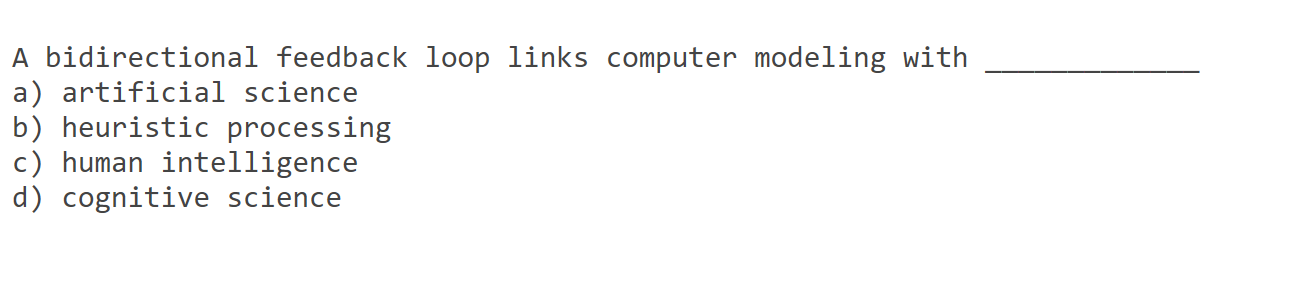 A bidirectional feedback loop links computer modeling with _____________
a) artificial science
b) heuristic processing
c) human intelligence
d) cognitive science